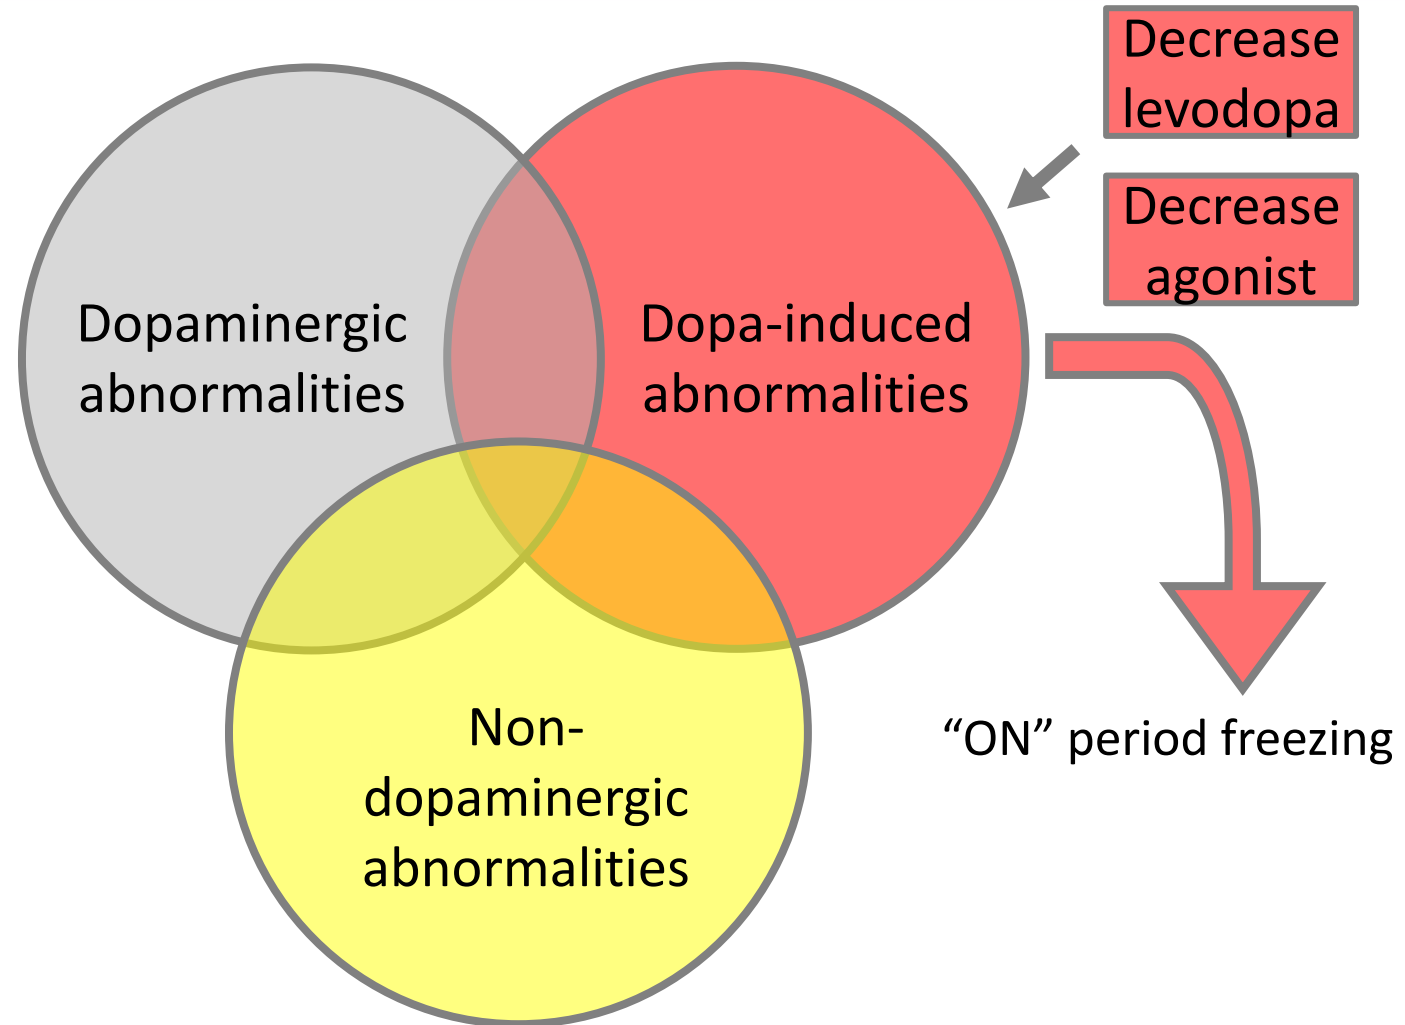 Decrease
levodopa
Decrease
agonist
Dopaminergic
abnormalities
Dopa-induced
abnormalities
Non-
dopaminergic
abnormalities
“ON” period freezing